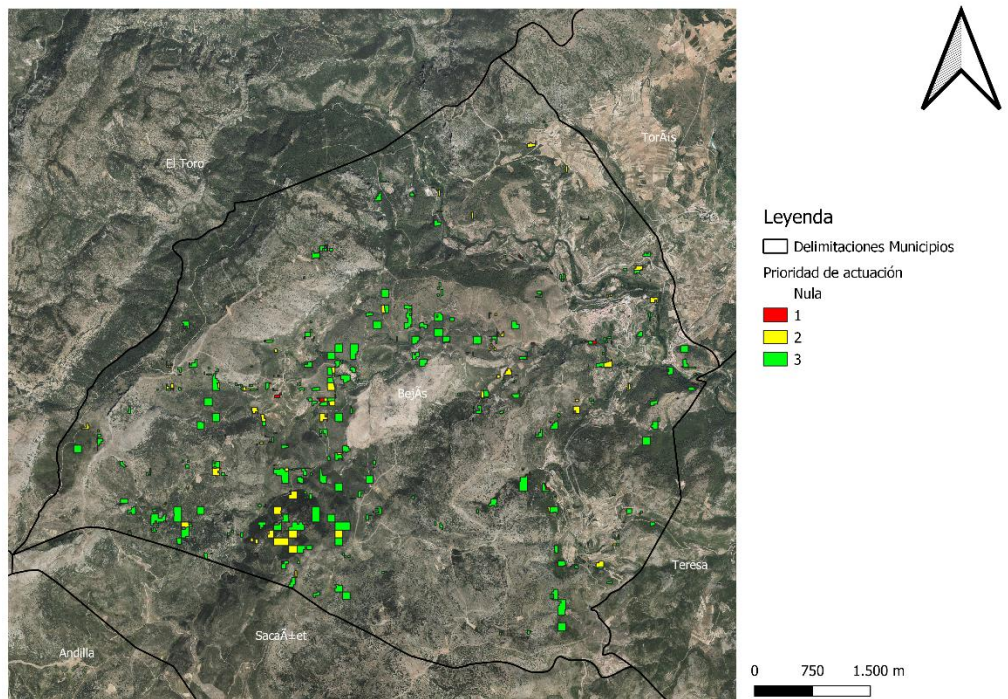 El Toro
TorÃ¡s
BejÃ­s
Teresa
SacaÃ±et
Andilla
Leyenda
Delimitaciones Municipios
Prioridad de actuación
Nula
1
2
3
0 750 1.500 m